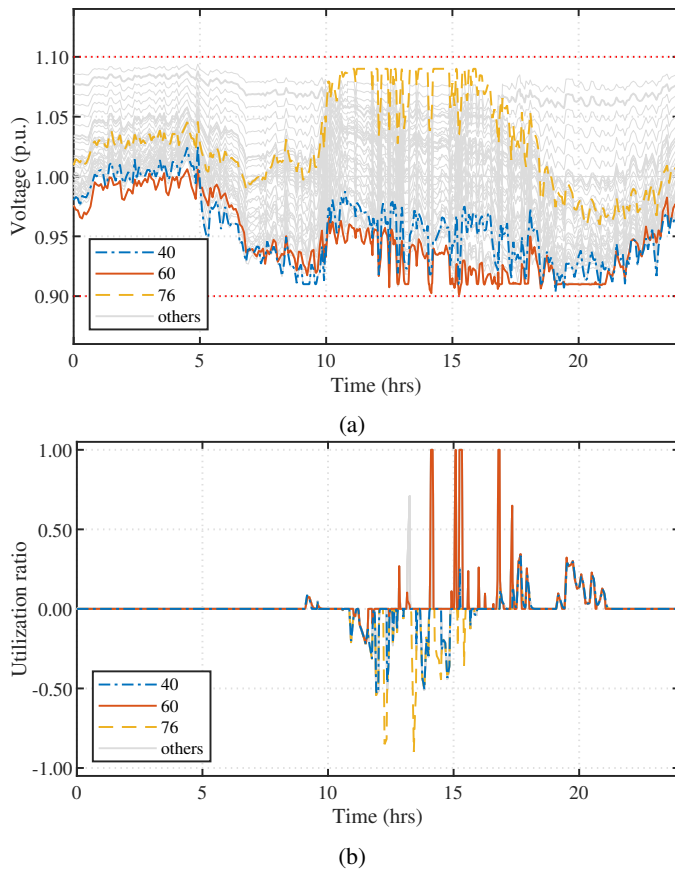 1.10
1.05
1.00
0.95
0.90
Voltage (p.u.)
40
60
76
others
0 5 10 15 20
Time (hrs)
(a)
1.00
0.50
0.00
-0.50
-1.00
Utilization ratio
40
60
76
others
0 5 10 15 20
Time (hrs)
(b)